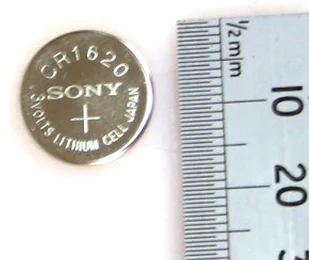 CR1620
SONY
+
3VOLTS LITHIUM CELL JAPAN
½mm
10
20